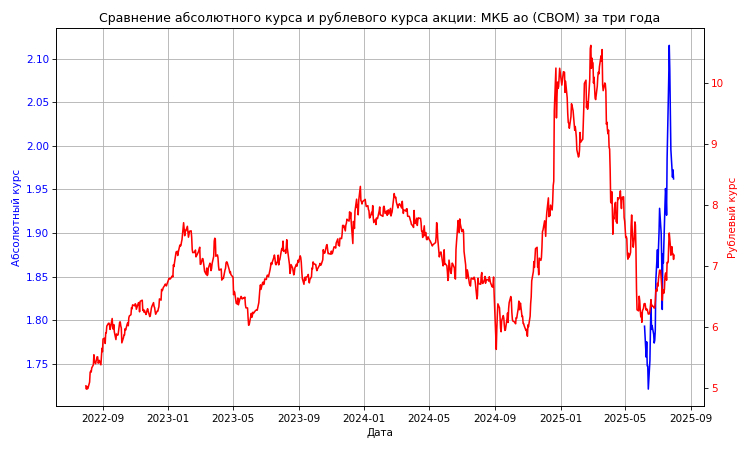 Сравнение абсолютного курса и рублевого курса акции: МКБ ао (CBOM) за три года
2.10
2.05
2.00
1.95
1.90
1.85
1.80
1.75
Абсолютный курс
10
9
8
7
6
5
Рублевый курс
2022-09 2023-01 2023-05 2023-09 2024-01 2024-05 2024-09 2025-01 2025-05 2025-09
Дата